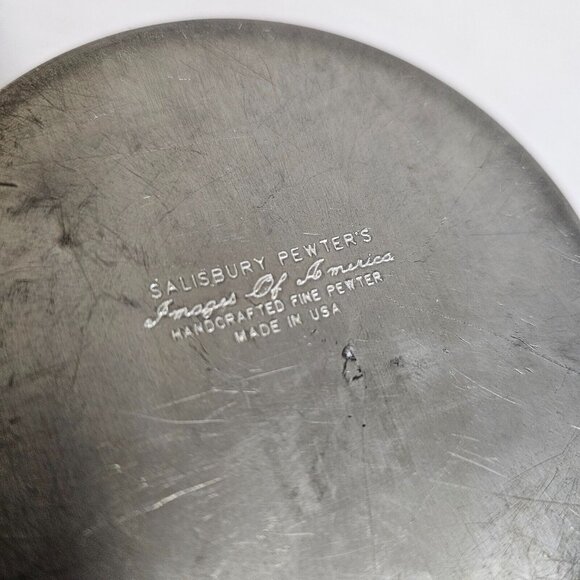 SALISBURY PEWTER'S
Images Of America
HANDCRAFTED FINE PEWTER
MADE IN USA